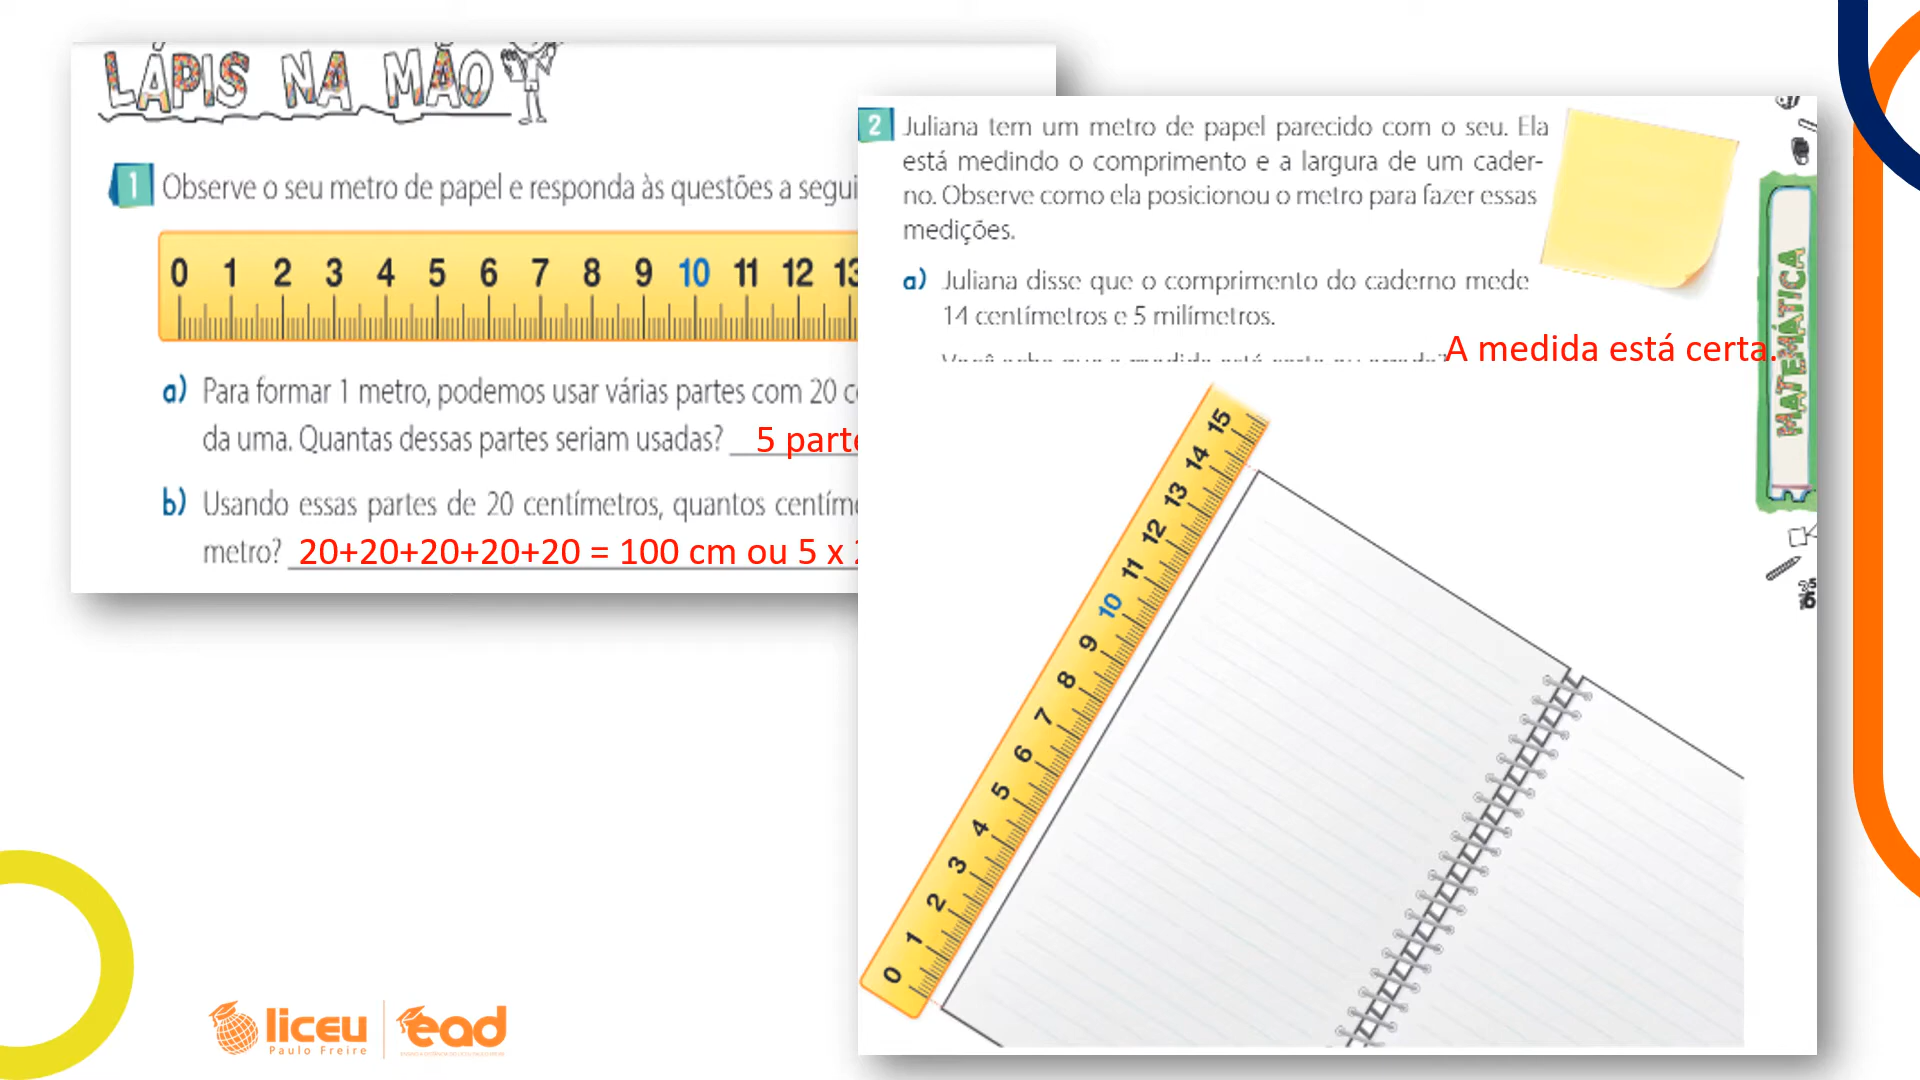 LÁPIS NA MÃO
1 Observe o seu metro de papel e responda às questões a segui
0 1 2 3 4 5 6 7 8 9 10 11 12 13
a) Para formar 1 metro, podemos usar várias partes com 20 c
da uma. Quantas dessas partes seriam usadas? 5 parte
b) Usando essas partes de 20 centímetros, quantos centím
metro? 20+20+20+20+20 = 100 cm ou 5 x 2
2 Juliana tem um metro de papel parecido com o seu. Ela
está medindo o comprimento e a largura de um cader-
no. Observe como ela posicionou o metro para fazer essas
medições.
a) Juliana disse que o comprimento do caderno mede
14 centímetros e 5 milímetros.
A medida está certa.
MATEMÁTICA
0 1 2 3 4 5 6 7 8 9 10 11 12 13 14 15
liceu
Paulo Freire
ead